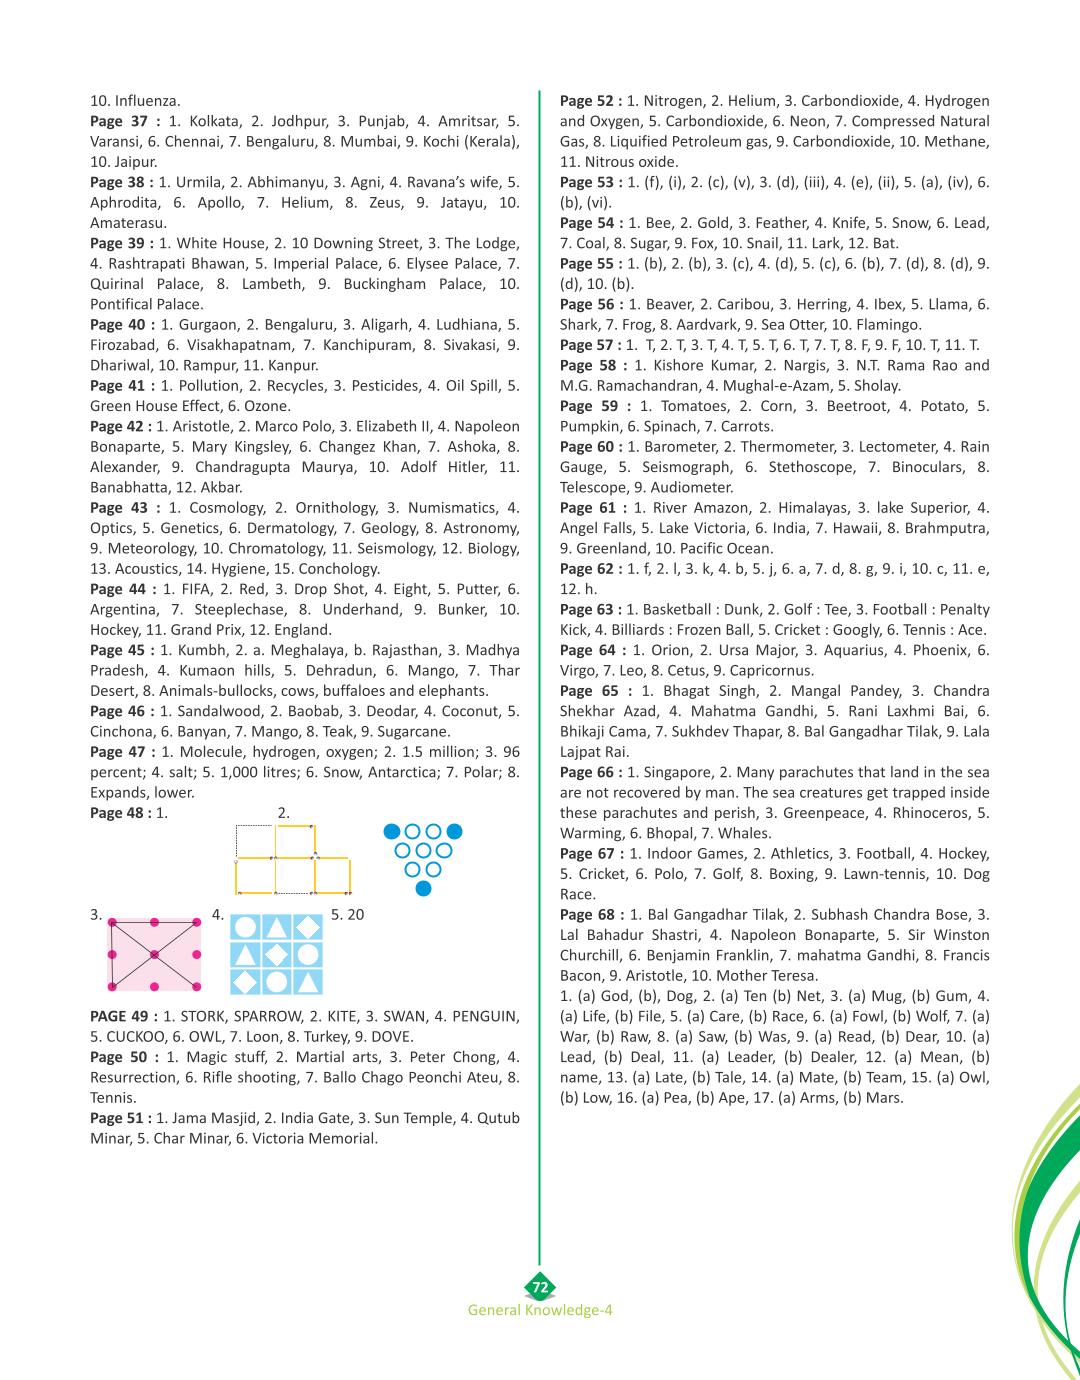 10. Influenza.
Page 37 : 1. Kolkata, 2. Jodhpur, 3. Punjab, 4. Amritsar, 5.
Varansi, 6. Chennai, 7. Bengaluru, 8. Mumbai, 9. Kochi (Kerala),
10. Jaipur.
Page 38 : 1. Urmila, 2. Abhimanyu, 3. Agni, 4. Ravana’s wife, 5.
Aphrodita, 6. Apollo, 7. Helium, 8. Zeus, 9. Jatayu, 10.
Amaterasu.
Page 39 : 1. White House, 2. 10 Downing Street, 3. The Lodge,
4. Rashtrapati Bhawan, 5. Imperial Palace, 6. Elysee Palace, 7.
Quirinal Palace, 8. Lambeth, 9. Buckingham Palace, 10.
Pontifical Palace.
Page 40 : 1. Gurgaon, 2. Bengaluru, 3. Aligarh, 4. Ludhiana, 5.
Firozabad, 6. Visakhapatnam, 7. Kanchipuram, 8. Sivakasi, 9.
Dhariwal, 10. Rampur, 11. Kanpur.
Page 41 : 1. Pollution, 2. Recycles, 3. Pesticides, 4. Oil Spill, 5.
Green House Effect, 6. Ozone.
Page 42 : 1. Aristotle, 2. Marco Polo, 3. Elizabeth II, 4. Napoleon
Bonaparte, 5. Mary Kingsley, 6. Changez Khan, 7. Ashoka, 8.
Alexander, 9. Chandragupta Maurya, 10. Adolf Hitler, 11.
Banabhatta, 12. Akbar.
Page 43 : 1. Cosmology, 2. Ornithology, 3. Numismatics, 4.
Optics, 5. Genetics, 6. Dermatology, 7. Geology, 8. Astronomy,
9. Meteorology, 10. Chromatology, 11. Seismology, 12. Biology,
13. Acoustics, 14. Hygiene, 15. Conchology.
Page 44 : 1. FIFA, 2. Red, 3. Drop Shot, 4. Eight, 5. Putter, 6.
Argentina, 7. Steeplechase, 8. Underhand, 9. Bunker, 10.
Hockey, 11. Grand Prix, 12. England.
Page 45 : 1. Kumbh, 2. a. Meghalaya, b. Rajasthan, 3. Madhya
Pradesh, 4. Kumaon hills, 5. Dehradun, 6. Mango, 7. Thar
Desert, 8. Animals-bullocks, cows, buffaloes and elephants.
Page 46 : 1. Sandalwood, 2. Baobab, 3. Deodar, 4. Coconut, 5.
Cinchona, 6. Banyan, 7. Mango, 8. Teak, 9. Sugarcane.
Page 47 : 1. Molecule, hydrogen, oxygen; 2. 1.5 million; 3. 96
percent; 4. salt; 5. 1,000 litres; 6. Snow, Antarctica; 7. Polar; 8.
Expands, lower.
Page 48 : 1. 2.
3. 4. 5. 20
PAGE 49 : 1. STORK, SPARROW, 2. KITE, 3. SWAN, 4. PENGUIN,
5. CUCKOO, 6. OWL, 7. Loon, 8. Turkey, 9. DOVE.
Page 50 : 1. Magic stuff, 2. Martial arts, 3. Peter Chong, 4.
Resurrection, 6. Rifle shooting, 7. Ballo Chago Peonchi Ateu, 8.
Tennis.
Page 51 : 1. Jama Masjid, 2. India Gate, 3. Sun Temple, 4. Qutub
Minar, 5. Char Minar, 6. Victoria Memorial.
Page 52 : 1. Nitrogen, 2. Helium, 3. Carbondioxide, 4. Hydrogen
and Oxygen, 5. Carbondioxide, 6. Neon, 7. Compressed Natural
Gas, 8. Liquified Petroleum gas, 9. Carbondioxide, 10. Methane,
11. Nitrous oxide.
Page 53 : 1. (f), (i), 2. (c), (v), 3. (d), (iii), 4. (e), (ii), 5. (a), (iv), 6.
(b), (vi).
Page 54 : 1. Bee, 2. Gold, 3. Feather, 4. Knife, 5. Snow, 6. Lead,
7. Coal, 8. Sugar, 9. Fox, 10. Snail, 11. Lark, 12. Bat.
Page 55 : 1. (b), 2. (b), 3. (c), 4. (d), 5. (c), 6. (b), 7. (d), 8. (d), 9.
(d), 10. (b).
Page 56 : 1. Beaver, 2. Caribou, 3. Herring, 4. Ibex, 5. Llama, 6.
Shark, 7. Frog, 8. Aardvark, 9. Sea Otter, 10. Flamingo.
Page 57 : 1. T, 2. T, 3. T, 4. T, 5. T, 6. T, 7. T, 8. F, 9. F, 10. T, 11. T.
Page 58 : 1. Kishore Kumar, 2. Nargis, 3. N.T. Rama Rao and
M.G. Ramachandran, 4. Mughal-e-Azam, 5. Sholay.
Page 59 : 1. Tomatoes, 2. Corn, 3. Beetroot, 4. Potato, 5.
Pumpkin, 6. Spinach, 7. Carrots.
Page 60 : 1. Barometer, 2. Thermometer, 3. Lectometer, 4. Rain
Gauge, 5. Seismograph, 6. Stethoscope, 7. Binoculars, 8.
Telescope, 9. Audiometer.
Page 61 : 1. River Amazon, 2. Himalayas, 3. lake Superior, 4.
Angel Falls, 5. Lake Victoria, 6. India, 7. Hawaii, 8. Brahmputra,
9. Greenland, 10. Pacific Ocean.
Page 62 : 1. f, 2. l, 3. k, 4. b, 5. j, 6. a, 7. d, 8. g, 9. i, 10. c, 11. e,
12. h.
Page 63 : 1. Basketball : Dunk, 2. Golf : Tee, 3. Football : Penalty
Kick, 4. Billiards : Frozen Ball, 5. Cricket : Googly, 6. Tennis : Ace.
Page 64 : 1. Orion, 2. Ursa Major, 3. Aquarius, 4. Phoenix, 6.
Virgo, 7. Leo, 8. Cetus, 9. Capricornus.
Page 65 : 1. Bhagat Singh, 2. Mangal Pandey, 3. Chandra
Shekhar Azad, 4. Mahatma Gandhi, 5. Rani Laxmi Bai, 6.
Bhikaji Cama, 7. Sukhdev Thapar, 8. Bal Gangadhar Tilak, 9. Lala
Lajpat Rai.
Page 66 : 1. Singapore, 2. Many parachutes that land in the sea
are not recovered by man. The sea creatures get trapped inside
these parachutes and perish, 3. Greenpeace, 4. Rhinoceros, 5.
Warming, 6. Bhopal, 7. Whales.
Page 67 : 1. Indoor Games, 2. Athletics, 3. Football, 4. Hockey,
5. Cricket, 6. Polo, 7. Golf, 8. Boxing, 9. Lawn-tennis, 10. Dog
Race.
Page 68 : 1. Bal Gangadhar Tilak, 2. Subhash Chandra Bose, 3.
Lal Bahadur Shastri, 4. Napoleon Bonaparte, 5. Sir Winston
Churchill, 6. Benjamin Franklin, 7. mahatma Gandhi, 8. Francis
Bacon, 9. Aristotle, 10. Mother Teresa.
1. (a) God, (b), Dog, 2. (a) Ten (b) Net, 3. (a) Mug, (b) Gum, 4.
(a) Life, (b) File, 5. (a) Care, (b) Race, 6. (a) Fowl, (b) Wolf, 7. (a)
War, (b) Raw, 8. (a) Saw, (b) Was, 9. (a) Read, (b) Dear, 10. (a)
Lead, (b) Deal, 11. (a) Leader, (b) Dealer, 12. (a) Mean, (b)
name, 13. (a) Late, (b) Tale, 14. (a) Mate, (b) Team, 15. (a) Owl,
(b) Low, 16. (a) Pea, (b) Ape, 17. (a) Arms, (b) Mars.
72
General Knowledge-4